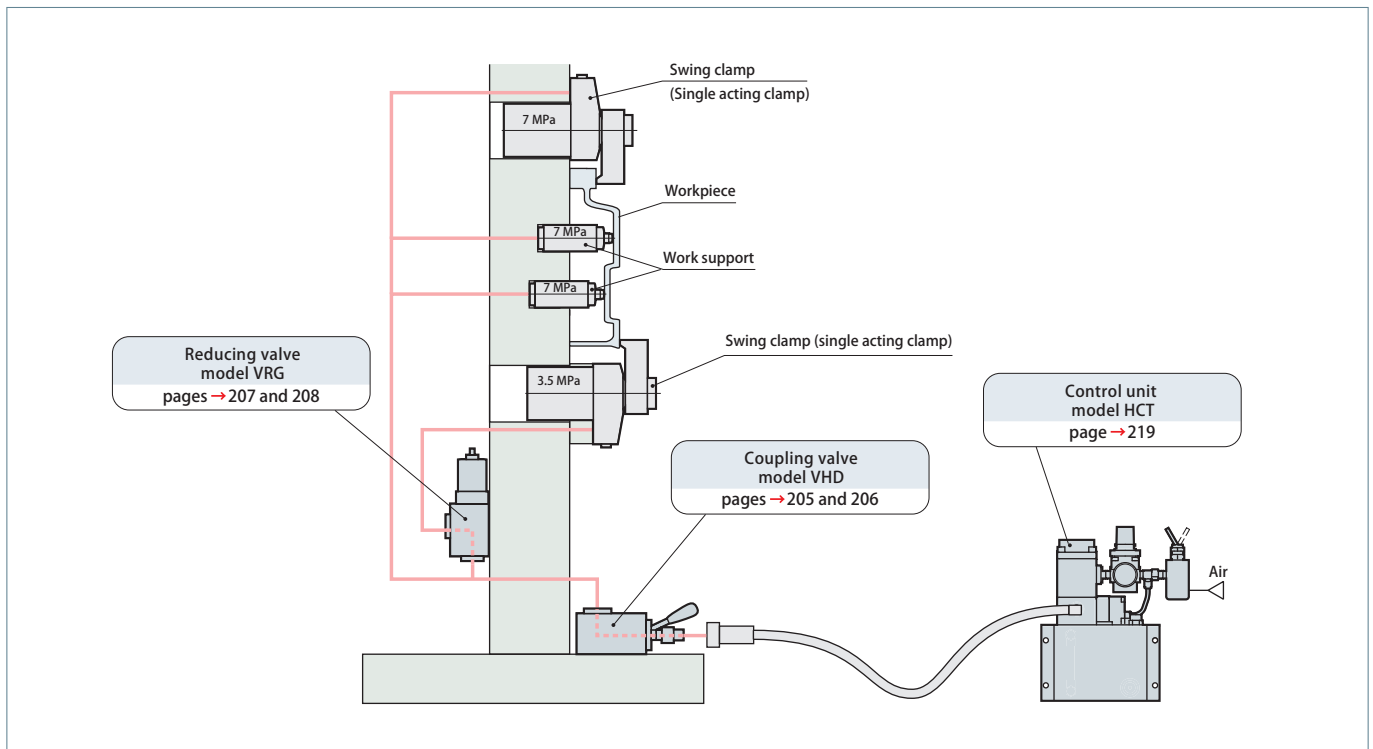 Swing clamp
(Single acting clamp)
7 MPa
Workpiece
7 MPa
Work support
7 MPa
Swing clamp (single acting clamp)
3.5 MPa
Reducing valve
model VRG
pages → 207 and 208
Coupling valve
model VHD
pages → 205 and 206
Control unit
model HCT
page → 219
Air